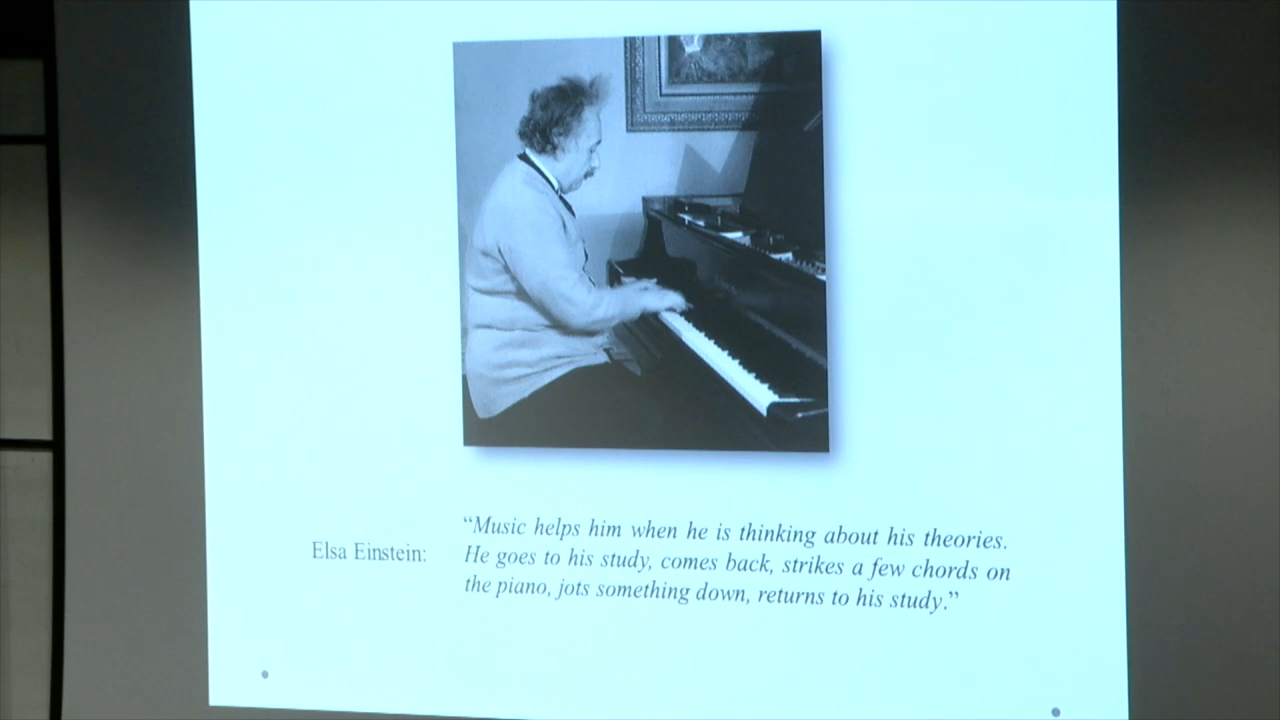 Elsa Einstein:
“Music helps him when he is thinking about his theories.
He goes to his study, comes back, strikes a few chords on
the piano, jots something down, returns to his study.”